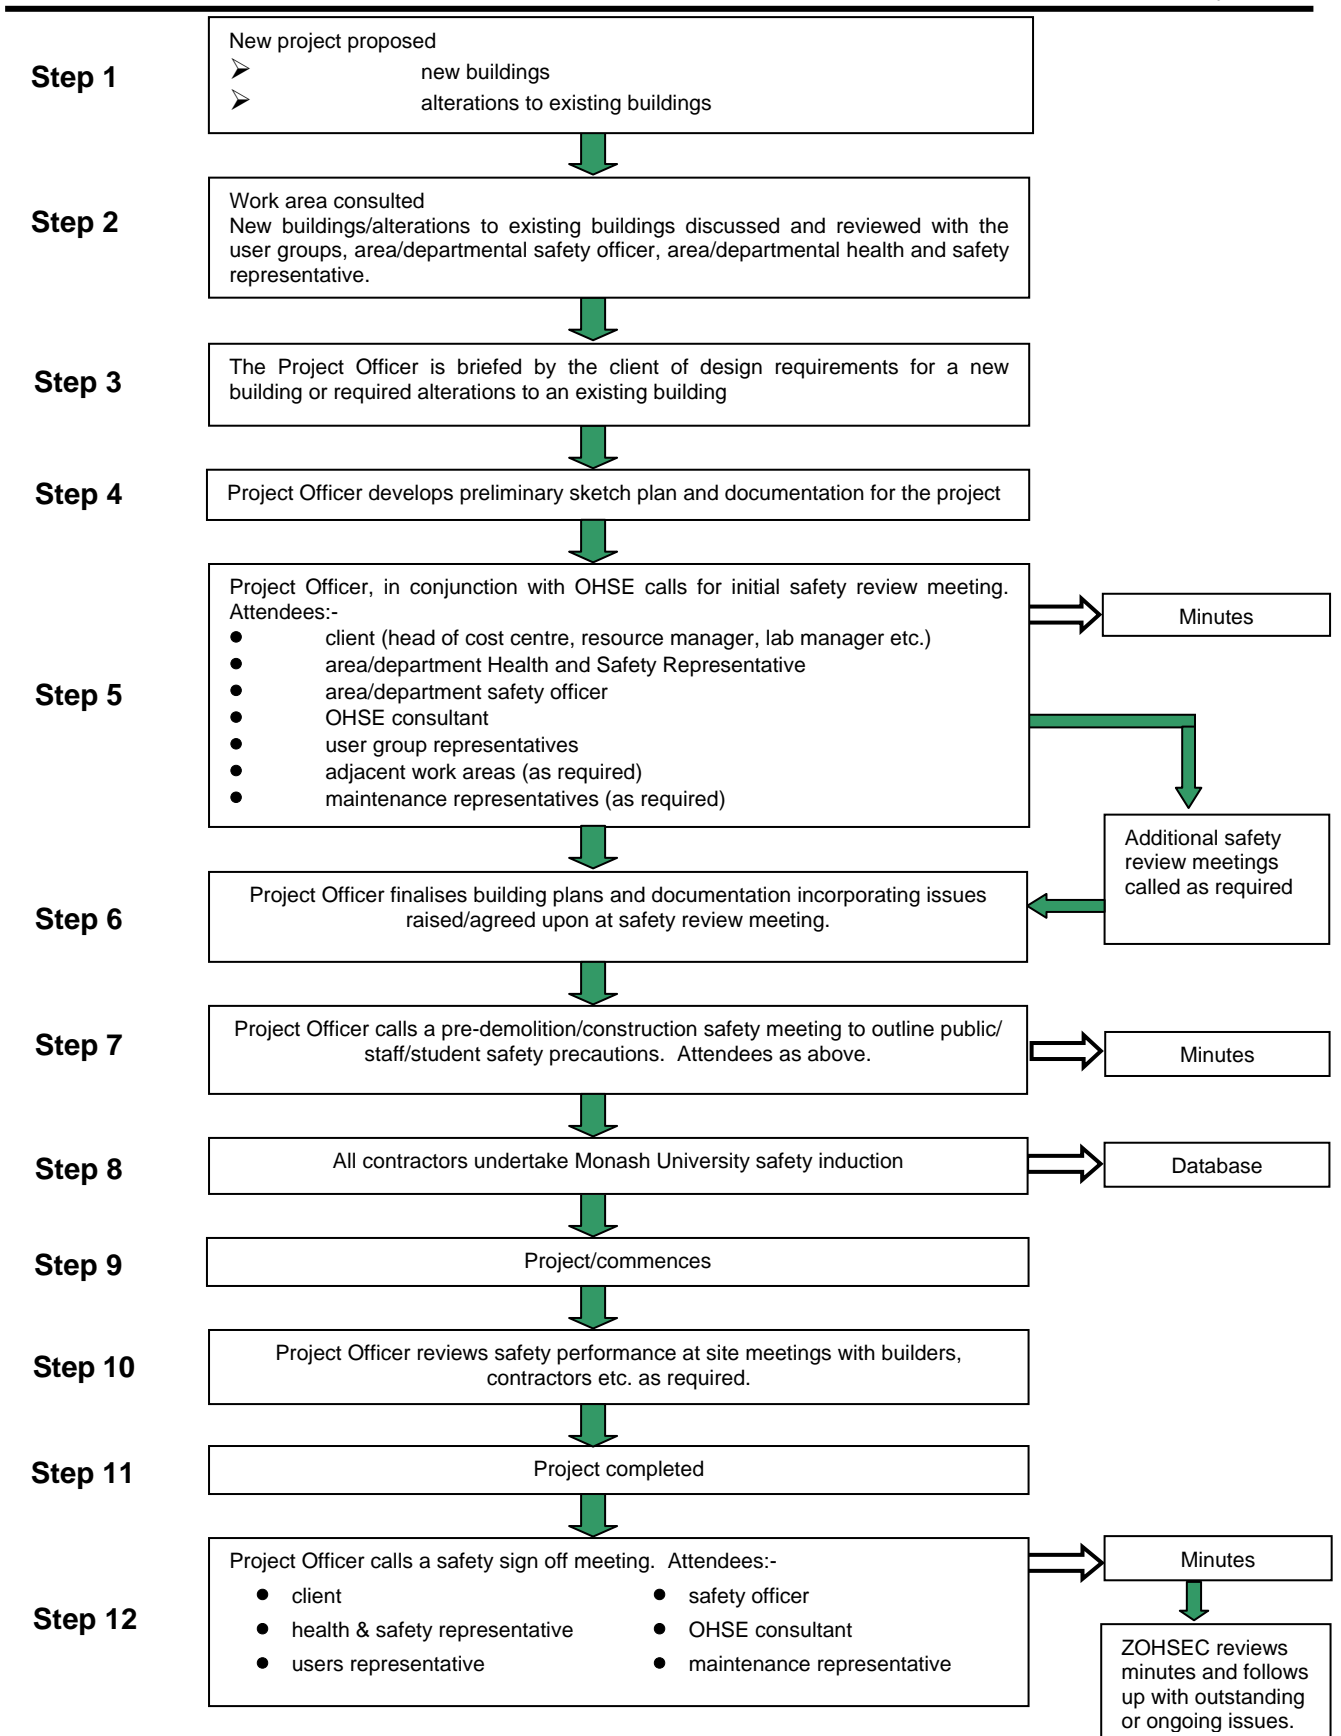 Step 1
New project proposed
➢ new buildings
➢ alterations to existing buildings
Step 2
Work area consulted
New buildings/alterations to existing buildings discussed and reviewed with the
user groups, area/departmental safety officer, area/departmental health and safety
representative.
Step 3
The Project Officer is briefed by the client of design requirements for a new
building or required alterations to an existing building
Step 4
Project Officer develops preliminary sketch plan and documentation for the project
Step 5
Project Officer, in conjunction with OHSE calls for initial safety review meeting.
Attendees:-
● client (head of cost centre, resource manager, lab manager etc.)
● area/department Health and Safety Representative
● area/department safety officer
● OHSE consultant
● user group representatives
● adjacent work areas (as required)
● maintenance representatives (as required)
Minutes
Additional safety
review meetings
called as required
Step 6
Project Officer finalises building plans and documentation incorporating issues
raised/agreed upon at safety review meeting.
Step 7
Project Officer calls a pre-demolition/construction safety meeting to outline public/
staff/student safety precautions. Attendees as above.
Minutes
Step 8
All contractors undertake Monash University safety induction
Database
Step 9
Project/commences
Step 10
Project Officer reviews safety performance at site meetings with builders,
contractors etc. as required.
Step 11
Project completed
Step 12
Project Officer calls a safety sign off meeting. Attendees:-
● client
● health & safety representative
● users representative
● safety officer
● OHSE consultant
● maintenance representative
Minutes
ZOHSEC reviews
minutes and follows
up with outstanding
or ongoing issues.